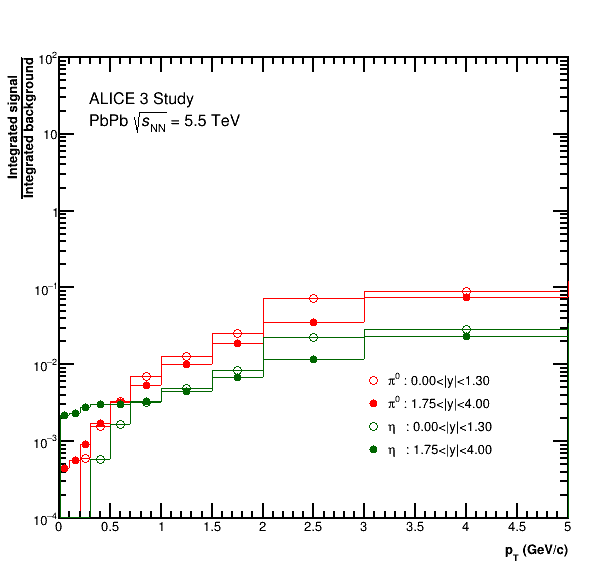 Integrated signal
Integrated background
10²
10
1
10⁻¹
10⁻²
10⁻³
10⁻⁴
ALICE 3 Study
PbPb √s_NN = 5.5 TeV
π⁰ : 0.00<|y|<1.30
π⁰ : 1.75<|y|<4.00
η : 0.00<|y|<1.30
η : 1.75<|y|<4.00
0 0.5 1 1.5 2 2.5 3 3.5 4 4.5 5
p_T (GeV/c)